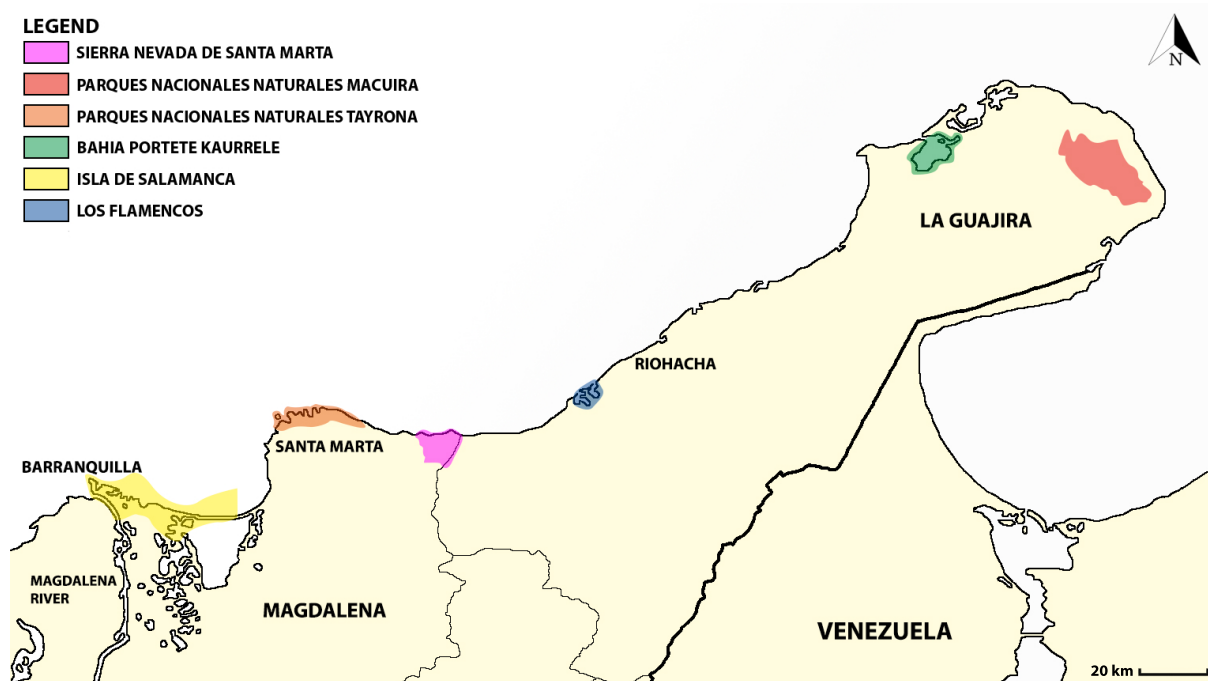 LEGEND
SIERRA NEVADA DE SANTA MARTA
PARQUES NACIONALES NATURALES MACUIRA
PARQUES NACIONALES NATURALES TAYRONA
BAHIA PORTETE KAURRELE
ISLA DE SALAMANCA
LOS FLAMENCOS
N
LA GUAJIRA
RIOHACHA
SANTA MARTA
BARRANQUILLA
MAGDALENA
RIVER
MAGDALENA
VENEZUELA
20 km